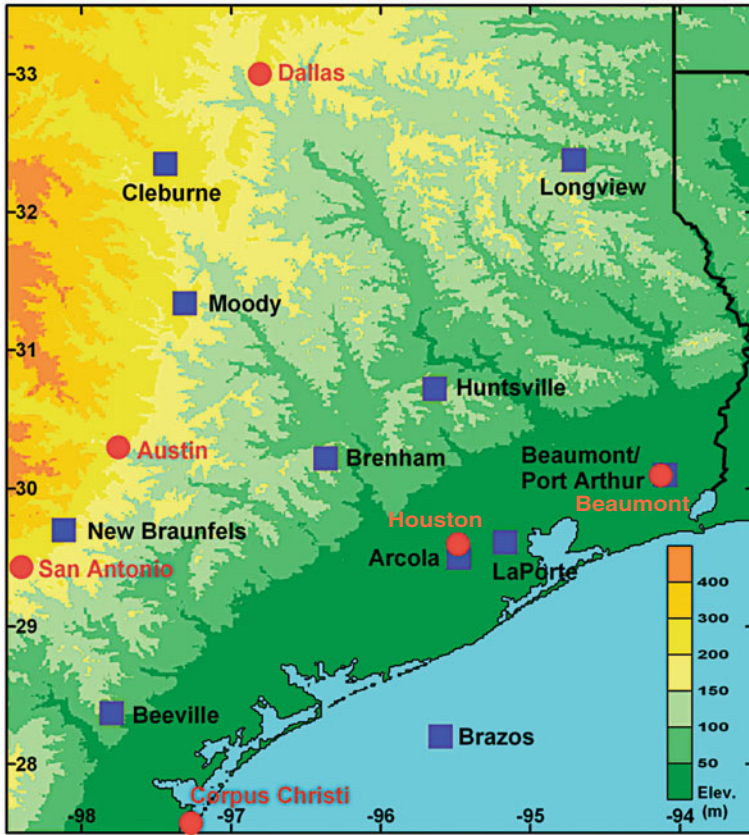 33
Dallas
Cleburne
Longview
32
Moody
31
Huntsville
Austin
Brenham
Beaumont/
Port Arthur
30
Beaumont
New Braunfels
Houston
Arcola
LaPorte
San Antonio
400
300
29
200
150
Beeville
100
Brazos
28
50
Corpus Christi
Elev.
(m)
-98
-97
-96
-95
-94